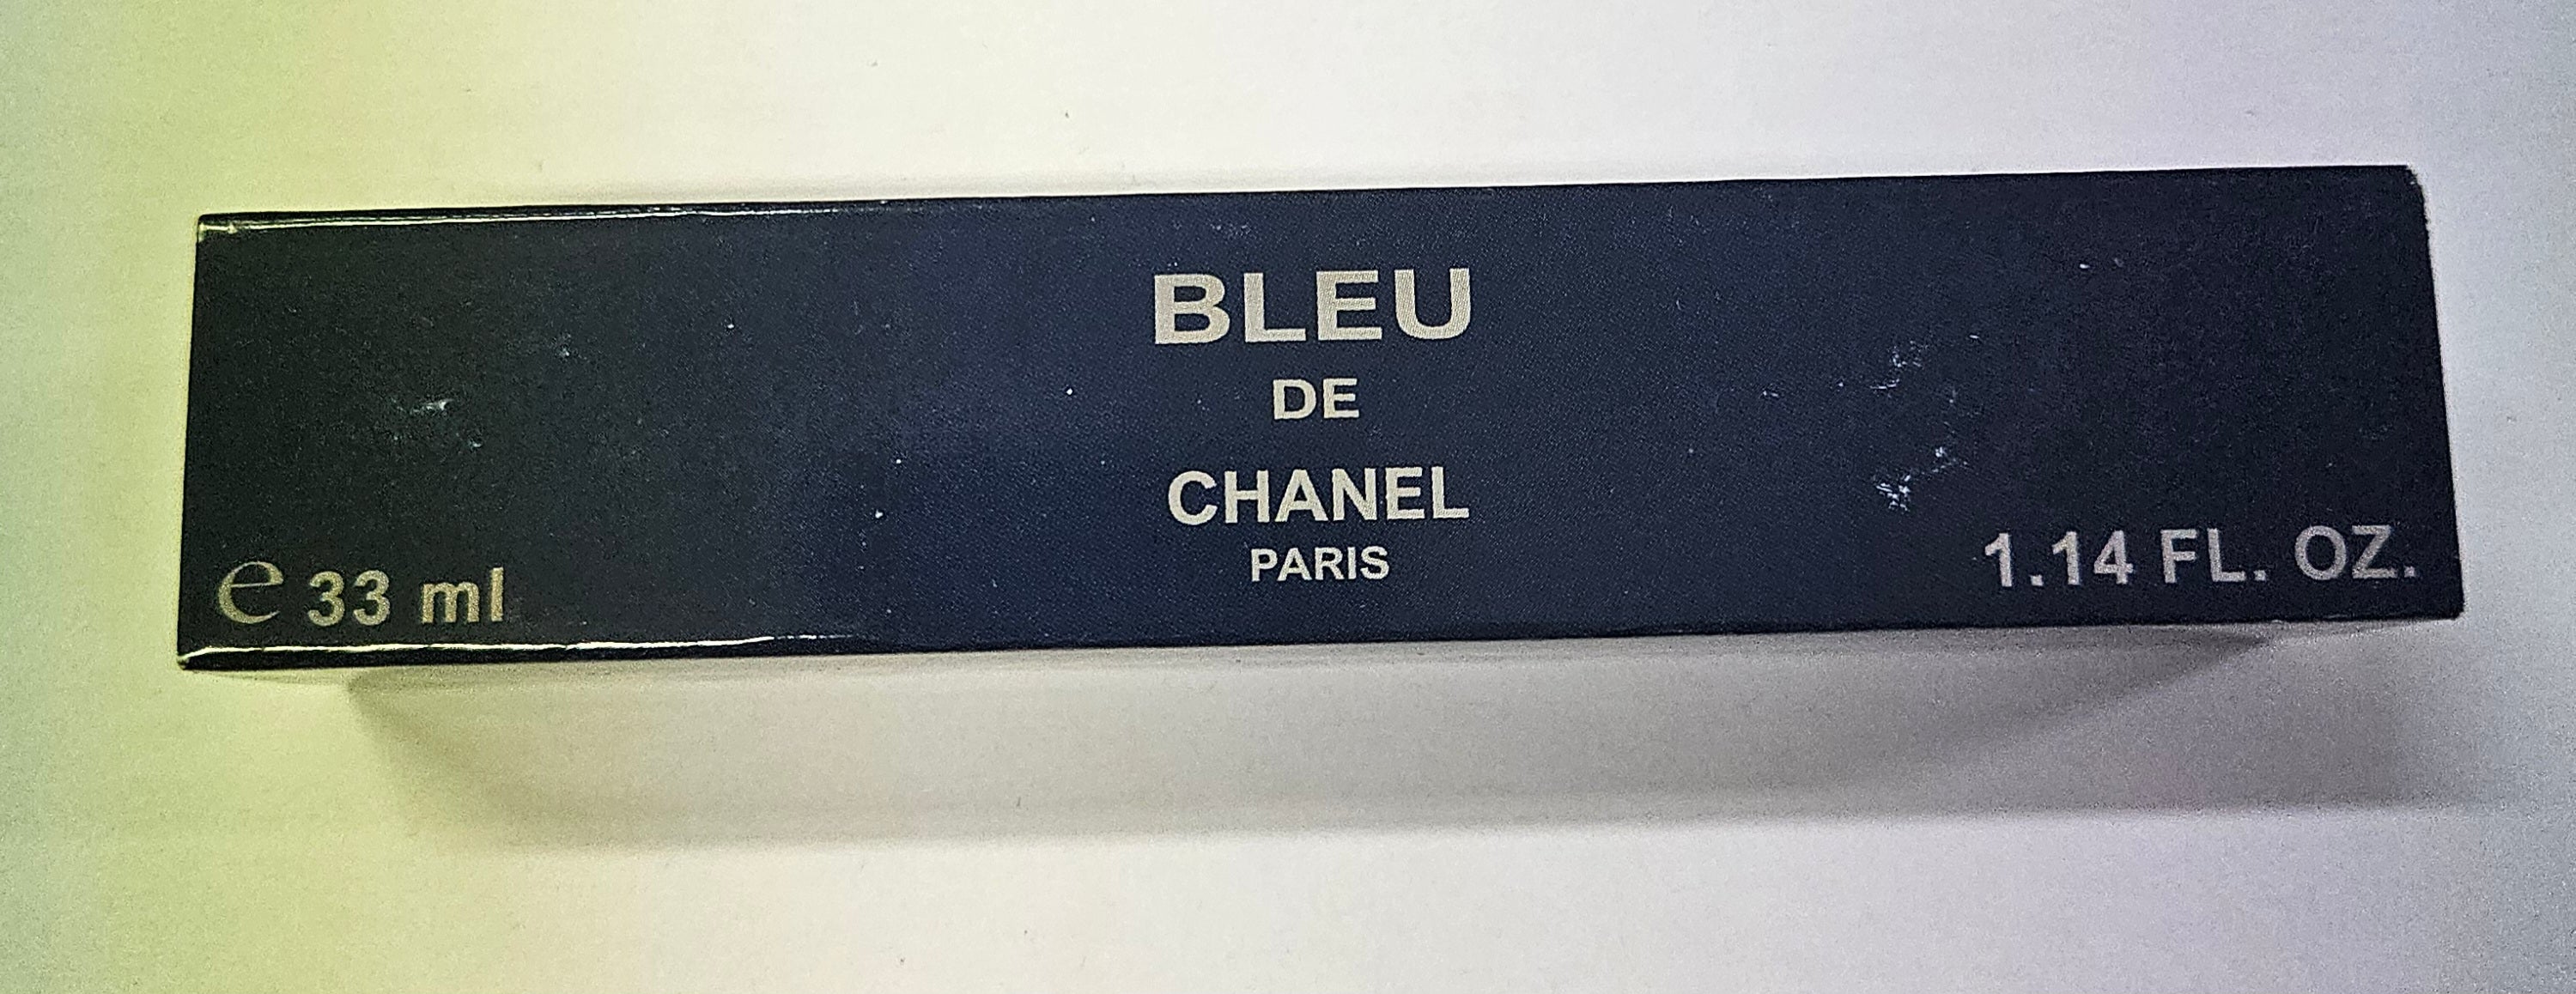 BLEU
DE
CHANEL
PARIS
e 33 ml
1.14 FL. OZ.